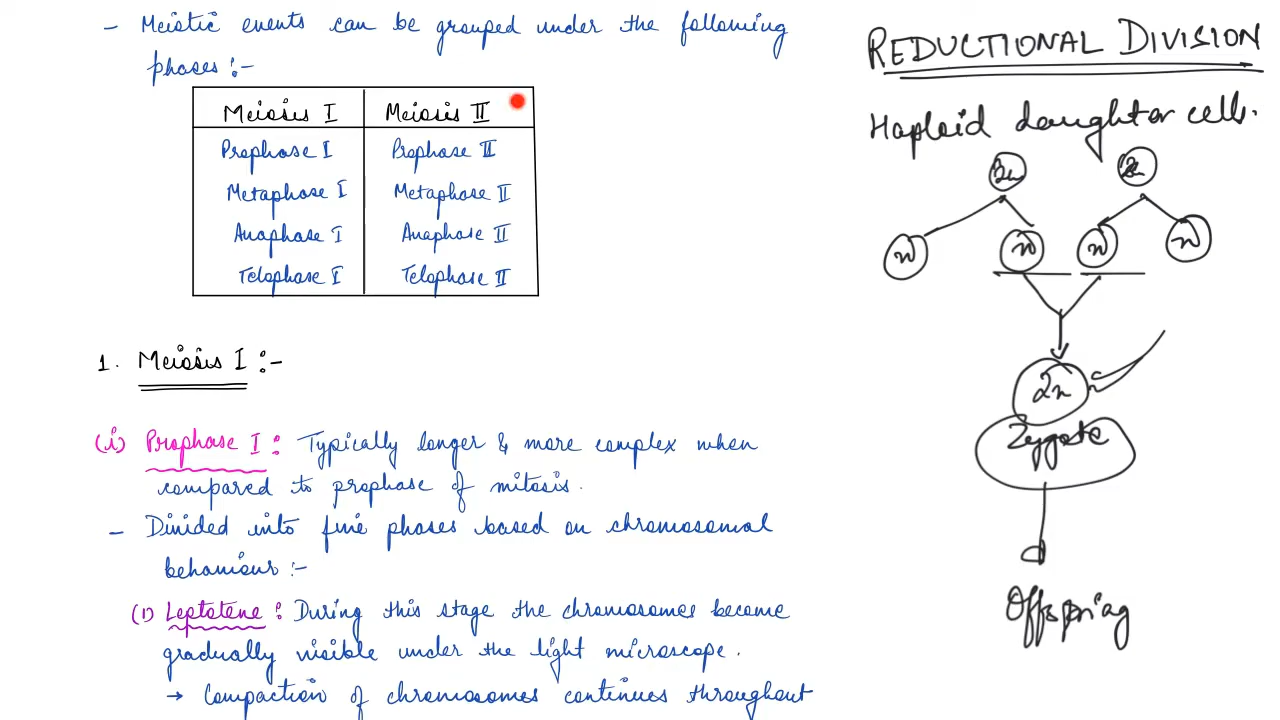 - Meiotic events can be grouped under the following
phases :-
Meiosis I Meiosis II
Prophase I Prophase II
Metaphase I Metaphase II
Anaphase I Anaphase II
Telophase I Telophase II
1. Meiosis I :-
(i) Prophase I : Typically longer & more complex when
compared to prophase of mitosis.
- Divided into five phases based on chromosomal
behaviour :-
(1) Leptotene : During this stage the chromosomes become
gradually visible under the light microscope.
→ Compaction of chromosomes continues throughout
REDUCTIONAL DIVISION
Haploid daughter cells.
2n 2n
n n n n
2n
Zygote
Offspring